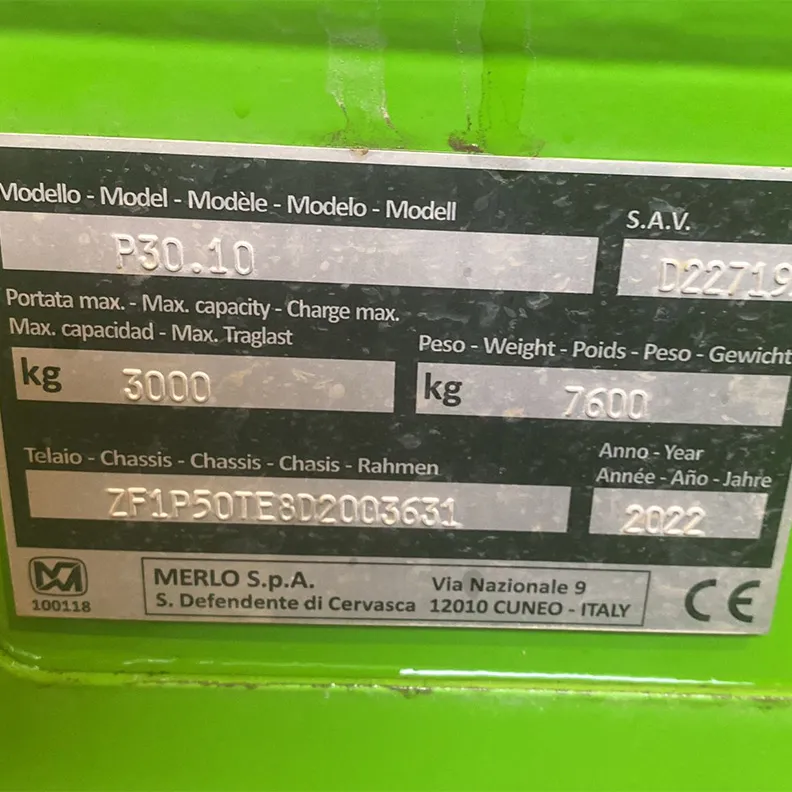 Modello - Model - Modèle - Modelo - Modell
S.A.V.
P30.10
D22719
Portata max. - Max. capacity - Charge max.
Max. capacidad - Max. Traglast
Peso - Weight - Poids - Peso - Gewicht
kg 3000
kg 7600
Telaio - Chassis - Chassis - Chasis - Rahmen
Anno - Year
Année - Año - Jahre
ZF1P50TE8D2003631
2022
100118
MERLO S.p.A.
Via Nazionale 9
S. Defendente di Cervasca 12010 CUNEO - ITALY
CE